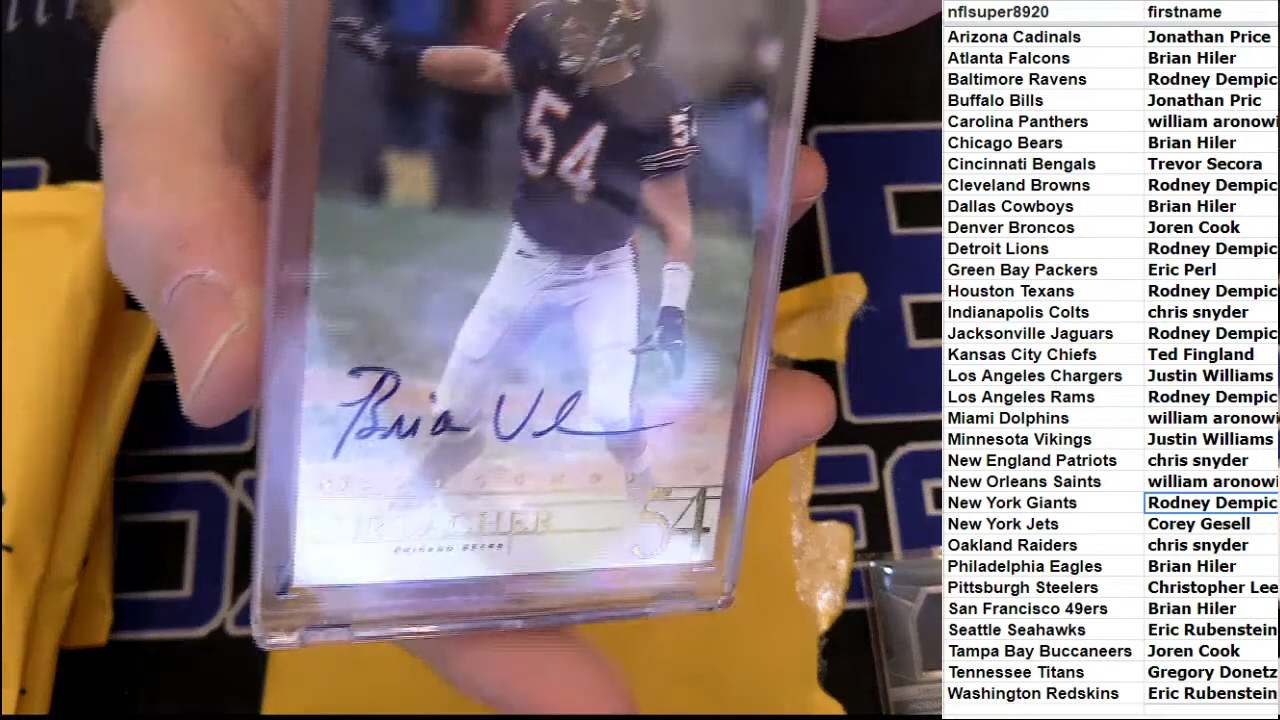 54
5
Brian U
URLACHER
CHICAGO BEARS
54
nflsuper8920 firstname
Arizona Cadinals Jonathan Price
Atlanta Falcons Brian Hiler
Baltimore Ravens Rodney Dempic
Buffalo Bills Jonathan Pric
Carolina Panthers william aronowi
Chicago Bears Brian Hiler
Cincinnati Bengals Trevor Secora
Cleveland Browns Rodney Dempic
Dallas Cowboys Brian Hiler
Denver Broncos Joren Cook
Detroit Lions Rodney Dempic
Green Bay Packers Eric Perl
Houston Texans Rodney Dempic
Indianapolis Colts chris snyder
Jacksonville Jaguars Rodney Dempic
Kansas City Chiefs Ted Fingland
Los Angeles Chargers Justin Williams
Los Angeles Rams Rodney Dempic
Miami Dolphins william aronowi
Minnesota Vikings Justin Williams
New England Patriots chris snyder
New Orleans Saints william aronowi
New York Giants Rodney Dempic
New York Jets Corey Gesell
Oakland Raiders chris snyder
Philadelphia Eagles Brian Hiler
Pittsburgh Steelers Christopher Lee
San Francisco 49ers Brian Hiler
Seattle Seahawks Eric Rubenstein
Tampa Bay Buccaneers Joren Cook
Tennessee Titans Gregory Donetz
Washington Redskins Eric Rubenstein